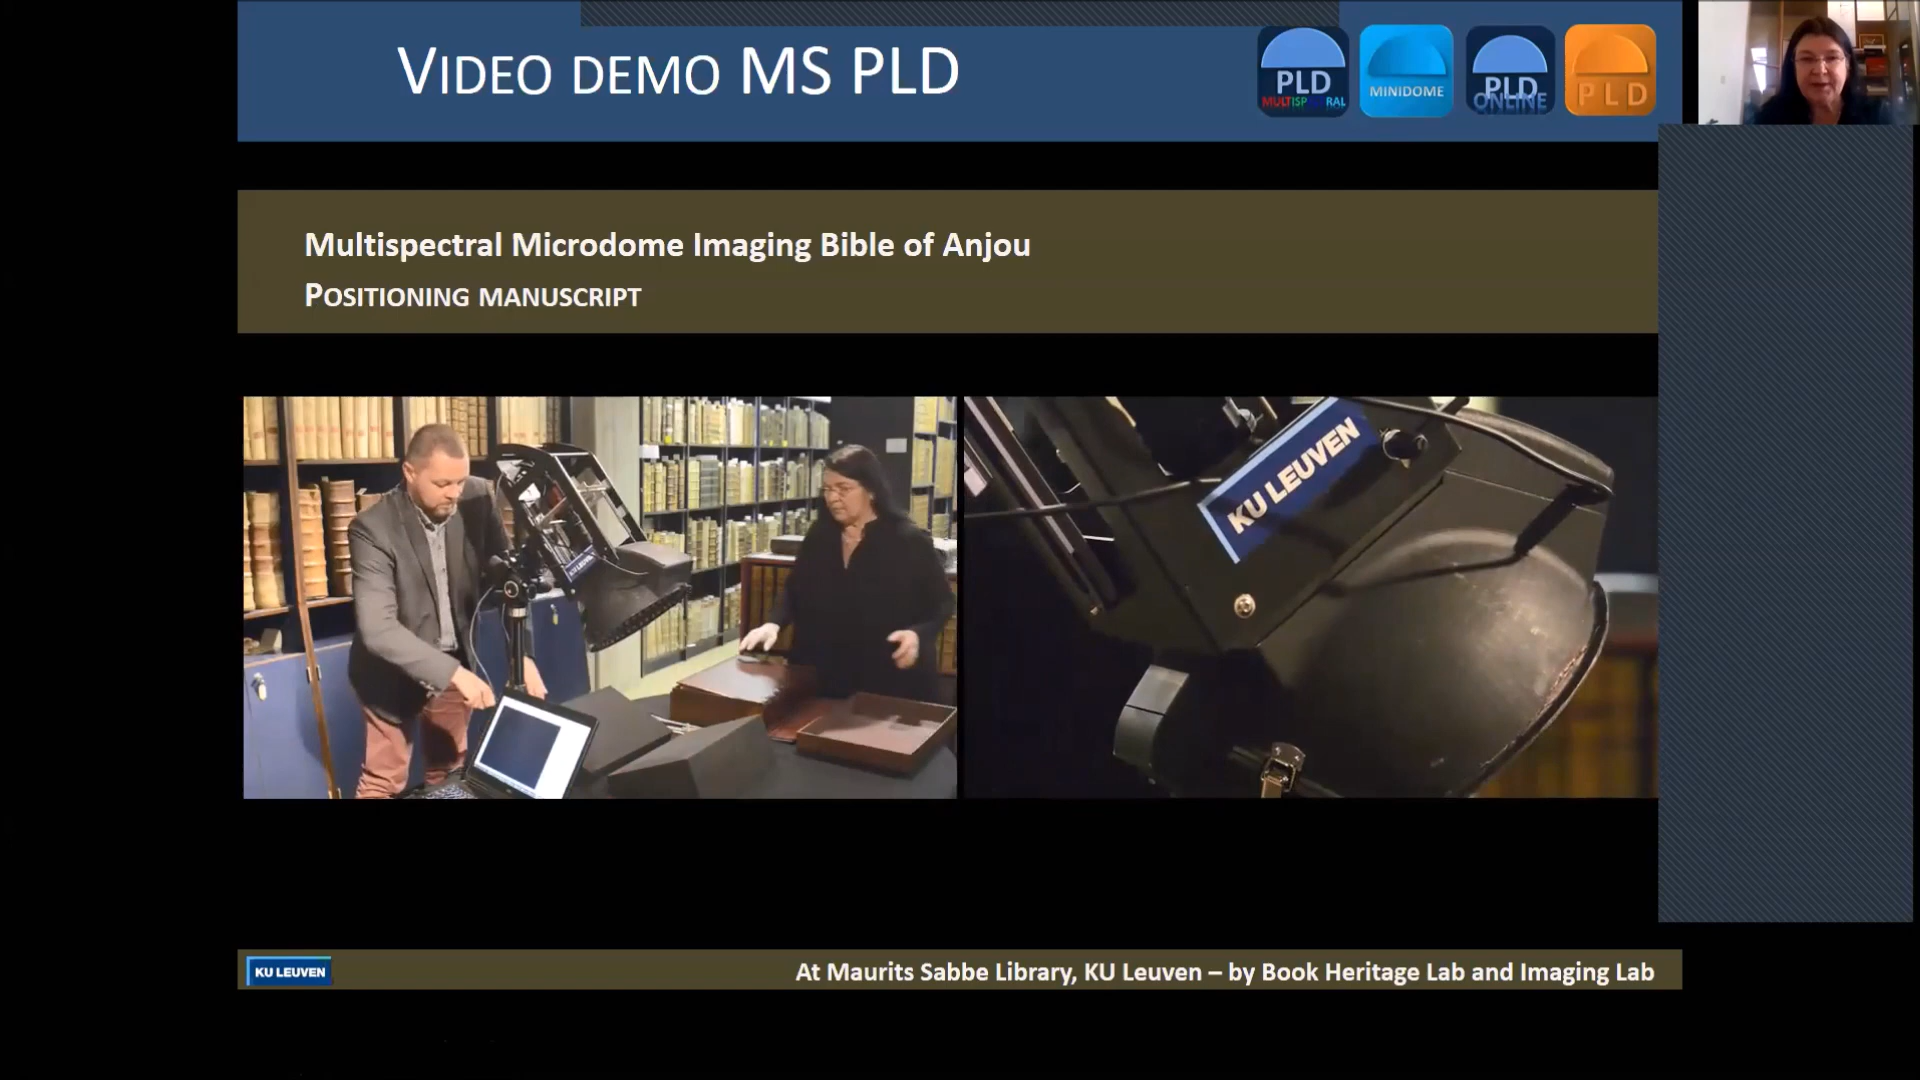 VIDEO DEMO MS PLD
PLD
MULTISPECTRAL
MINIDOME
PLD
ONLINE
PLD
Multispectral Microdome Imaging Bible of Anjou
POSITIONING MANUSCRIPT
KU LEUVEN
KU LEUVEN
KU LEUVEN
At Maurits Sabbe Library, KU Leuven – by Book Heritage Lab and Imaging Lab